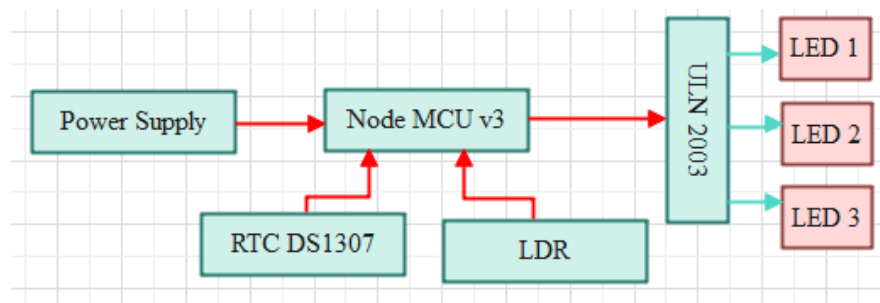 Power Supply
Node MCU v3
RTC DS1307
LDR
ULN 2003
LED 1
LED 2
LED 3